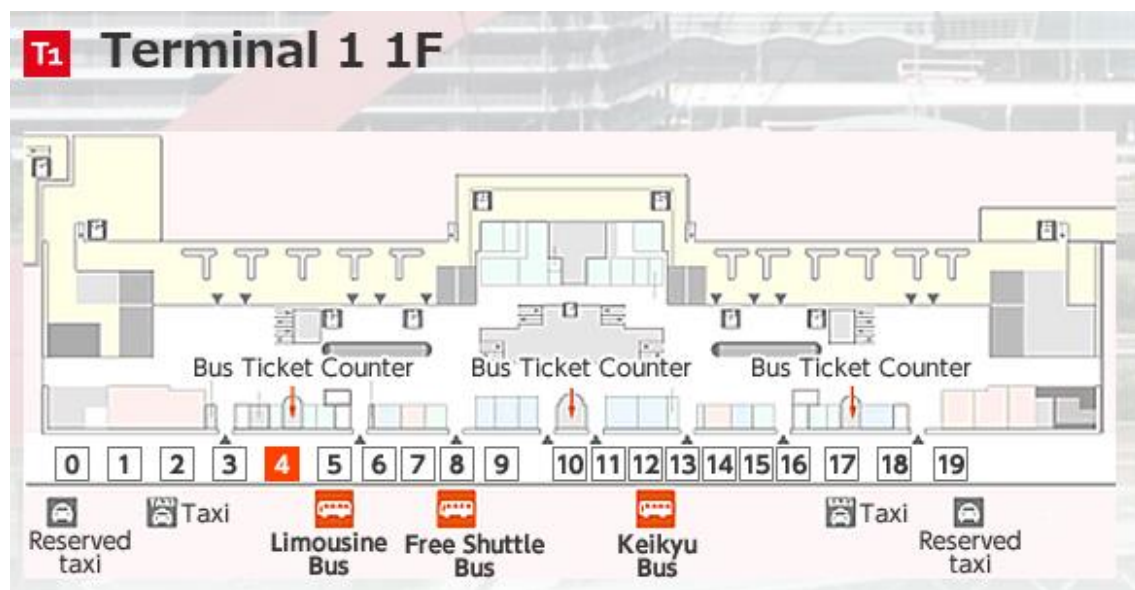 T1 Terminal 1 1F
Bus Ticket Counter Bus Ticket Counter Bus Ticket Counter
0 1 2 3 4 5 6 7 8 9 10 11 12 13 14 15 16 17 18 19
Reserved
taxi
Taxi
Limousine
Bus
Free Shuttle
Bus
Keikyu
Bus
Taxi
Reserved
taxi